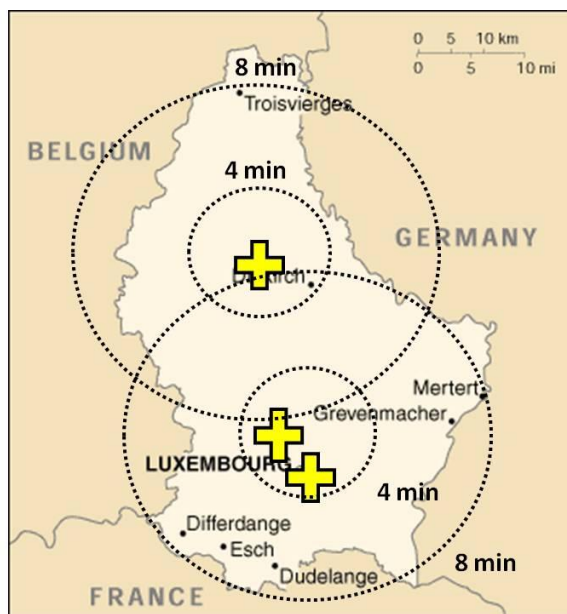 0 5 10 km
0 5 10 mi
8 min
Troisvierges
BELGIUM
4 min
GERMANY
Mertert
Grevenmacher
LUXEMBOURG
4 min
Differdange
Esch
8 min
Dudelange
FRANCE